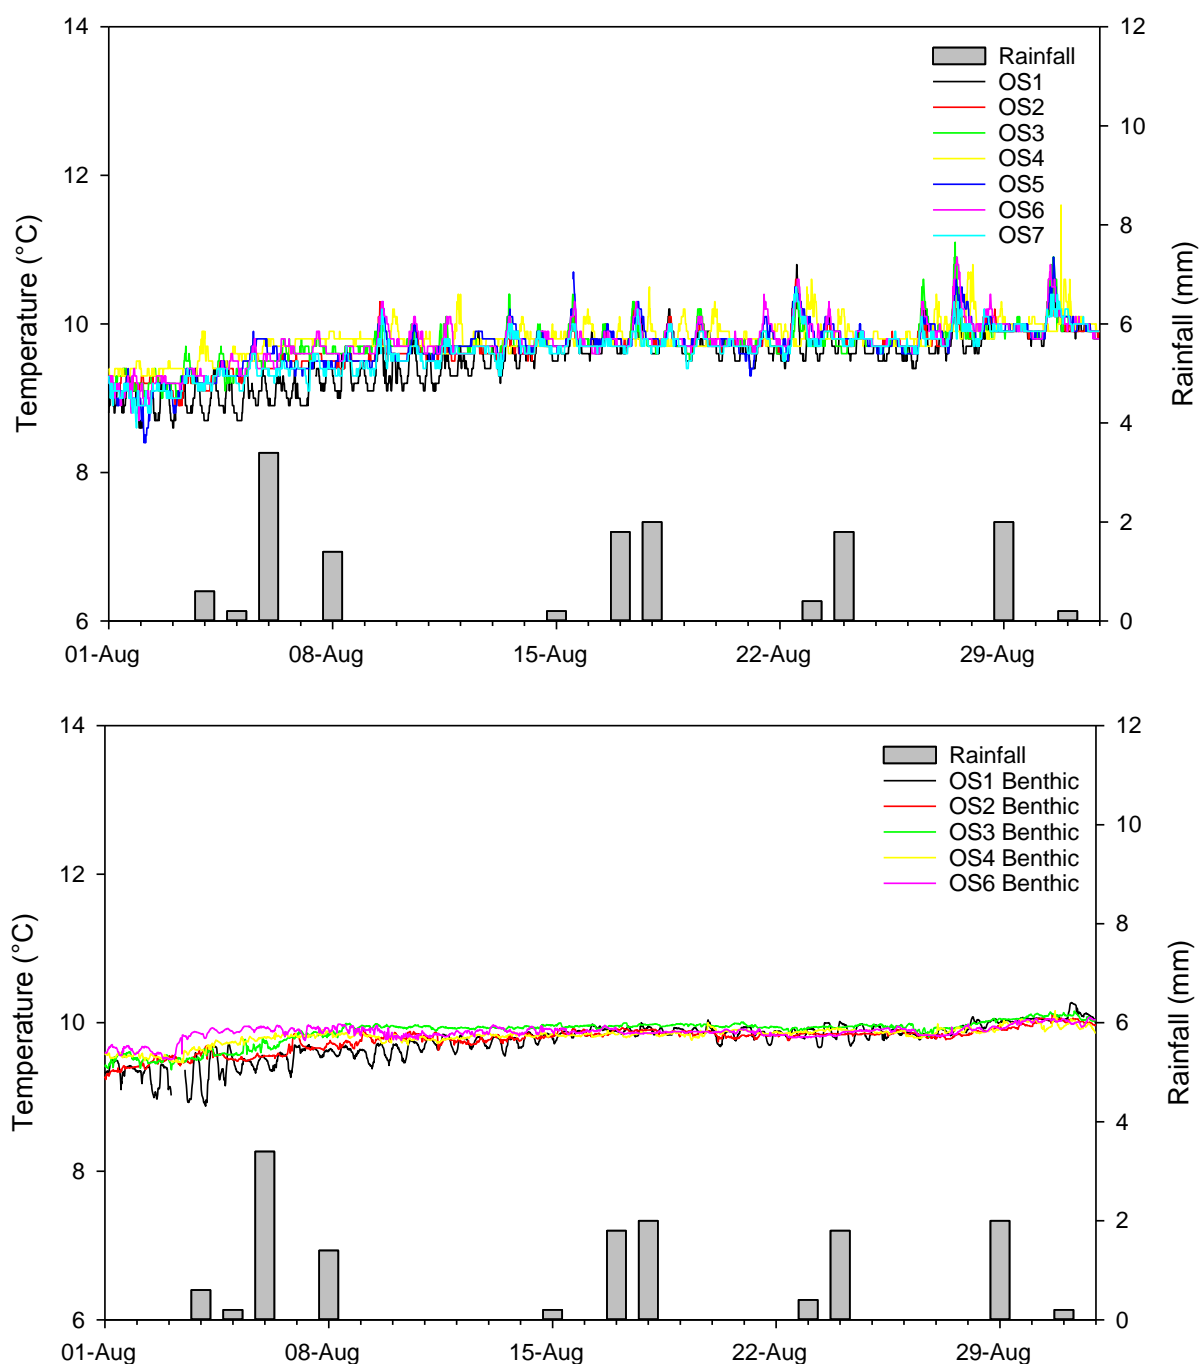 14
12
10
8
6
Temperature (°C)
12
10
8
6
4
2
0
Rainfall (mm)
Rainfall
OS1
OS2
OS3
OS4
OS5
OS6
OS7
01-Aug 08-Aug 15-Aug 22-Aug 29-Aug
14
12
10
8
6
Temperature (°C)
12
10
8
6
4
2
0
Rainfall (mm)
Rainfall
OS1 Benthic
OS2 Benthic
OS3 Benthic
OS4 Benthic
OS6 Benthic
01-Aug 08-Aug 15-Aug 22-Aug 29-Aug